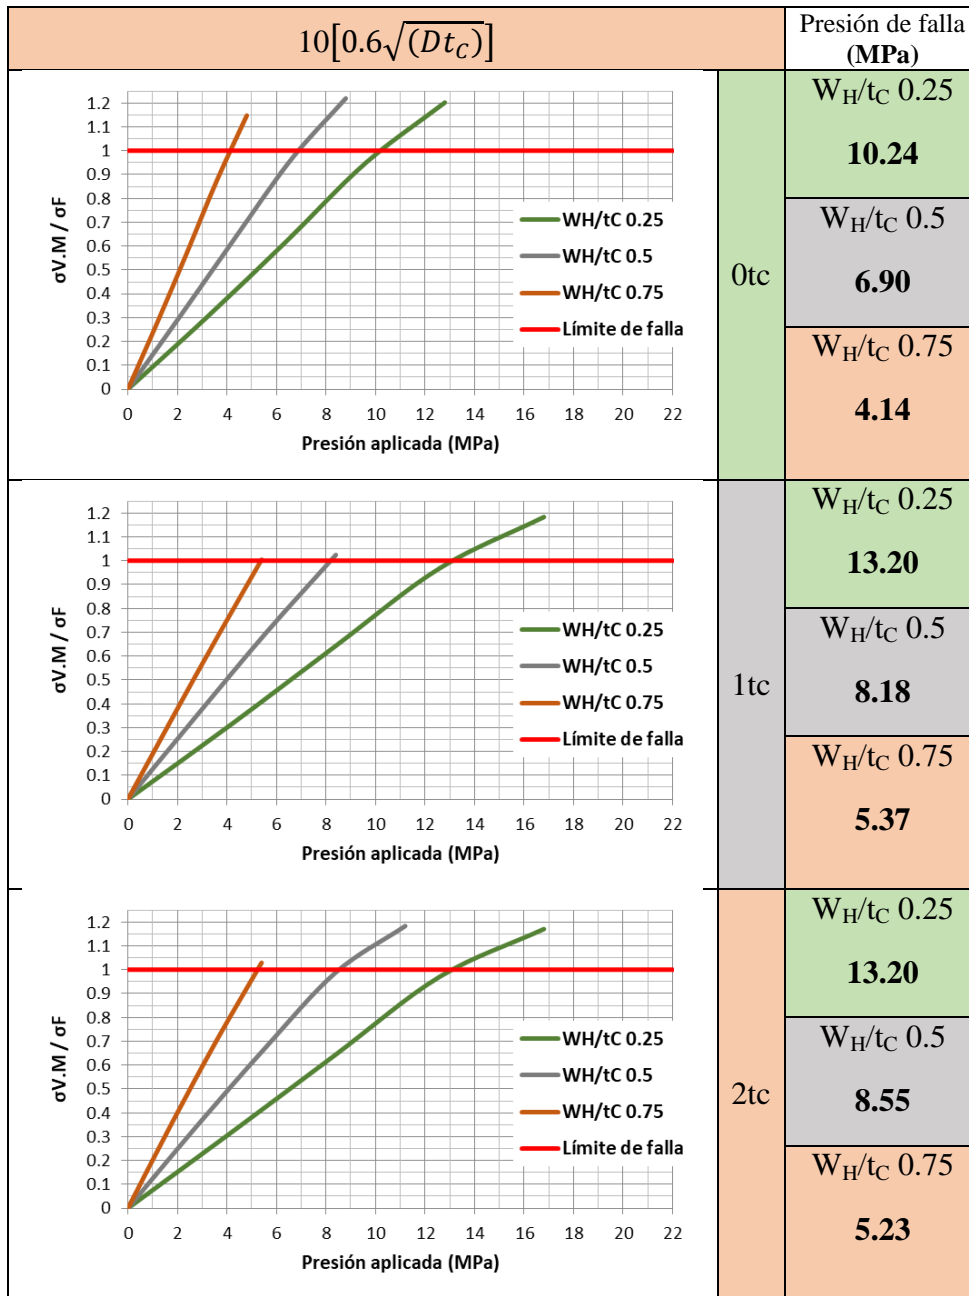 10[0.6√(Dt_C)]
Presión de falla
(MPa)
1.2
1.1
1
0.9
0.8
0.7
0.6
0.5
0.4
0.3
0.2
0.1
0
σV.M / σF
WH/tC 0.25
WH/tC 0.5
WH/tC 0.75
Límite de falla
0 2 4 6 8 10 12 14 16 18 20 22
Presión aplicada (MPa)
0tc
W_H/t_C 0.25
10.24
W_H/t_C 0.5
6.90
W_H/t_C 0.75
4.14
1.2
1.1
1
0.9
0.8
0.7
0.6
0.5
0.4
0.3
0.2
0.1
0
σV.M / σF
WH/tC 0.25
WH/tC 0.5
WH/tC 0.75
Límite de falla
0 2 4 6 8 10 12 14 16 18 20 22
Presión aplicada (MPa)
1tc
W_H/t_C 0.25
13.20
W_H/t_C 0.5
8.18
W_H/t_C 0.75
5.37
1.2
1.1
1
0.9
0.8
0.7
0.6
0.5
0.4
0.3
0.2
0.1
0
σV.M / σF
WH/tC 0.25
WH/tC 0.5
WH/tC 0.75
Límite de falla
0 2 4 6 8 10 12 14 16 18 20 22
Presión aplicada (MPa)
2tc
W_H/t_C 0.25
13.20
W_H/t_C 0.5
8.55
W_H/t_C 0.75
5.23